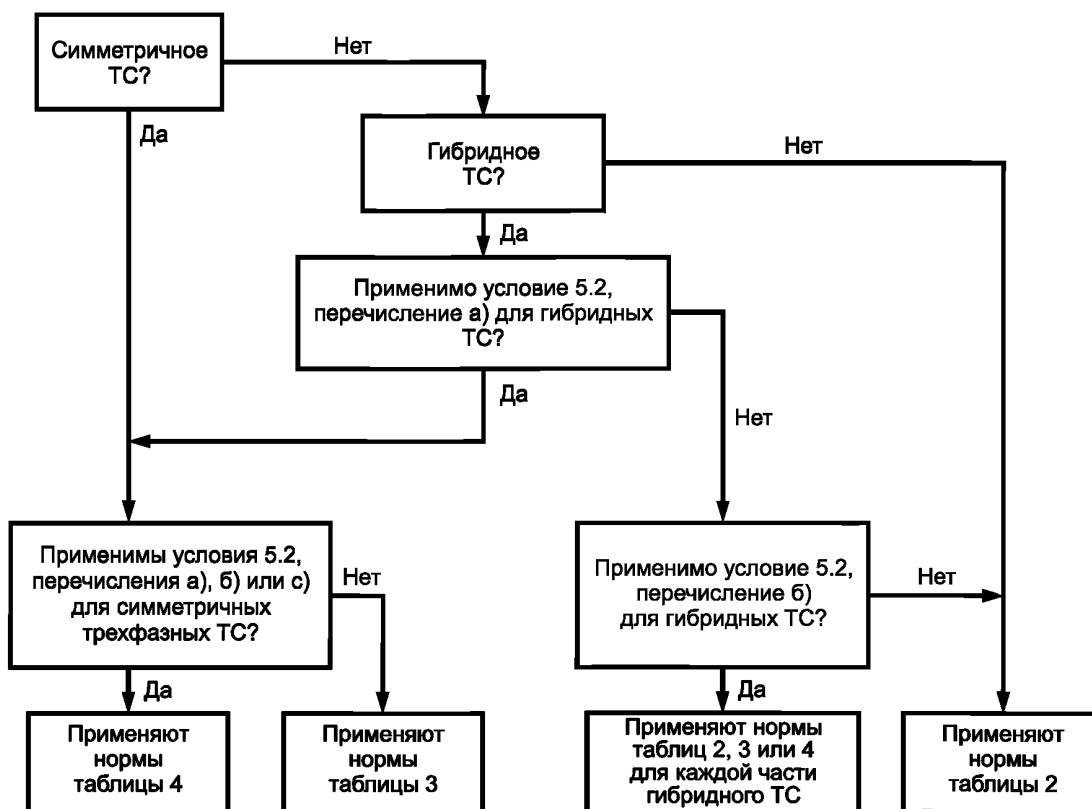 Симметричное
ТС?
Нет
Да
Гибридное
ТС?
Нет
Да
Применимо условие 5.2,
перечисление а) для гибридных
ТС?
Да
Нет
Применимы условия 5.2,
перечисления а), б) или с)
для симметричных
трехфазных ТС?
Нет
Да
Применимо условие 5.2,
перечисление б)
для гибридных ТС?
Нет
Да
Применяют
нормы
таблицы 4
Применяют
нормы
таблицы 3
Применяют нормы
таблиц 2, 3 или 4
для каждой части
гибридного ТС
Применяют
нормы
таблицы 2